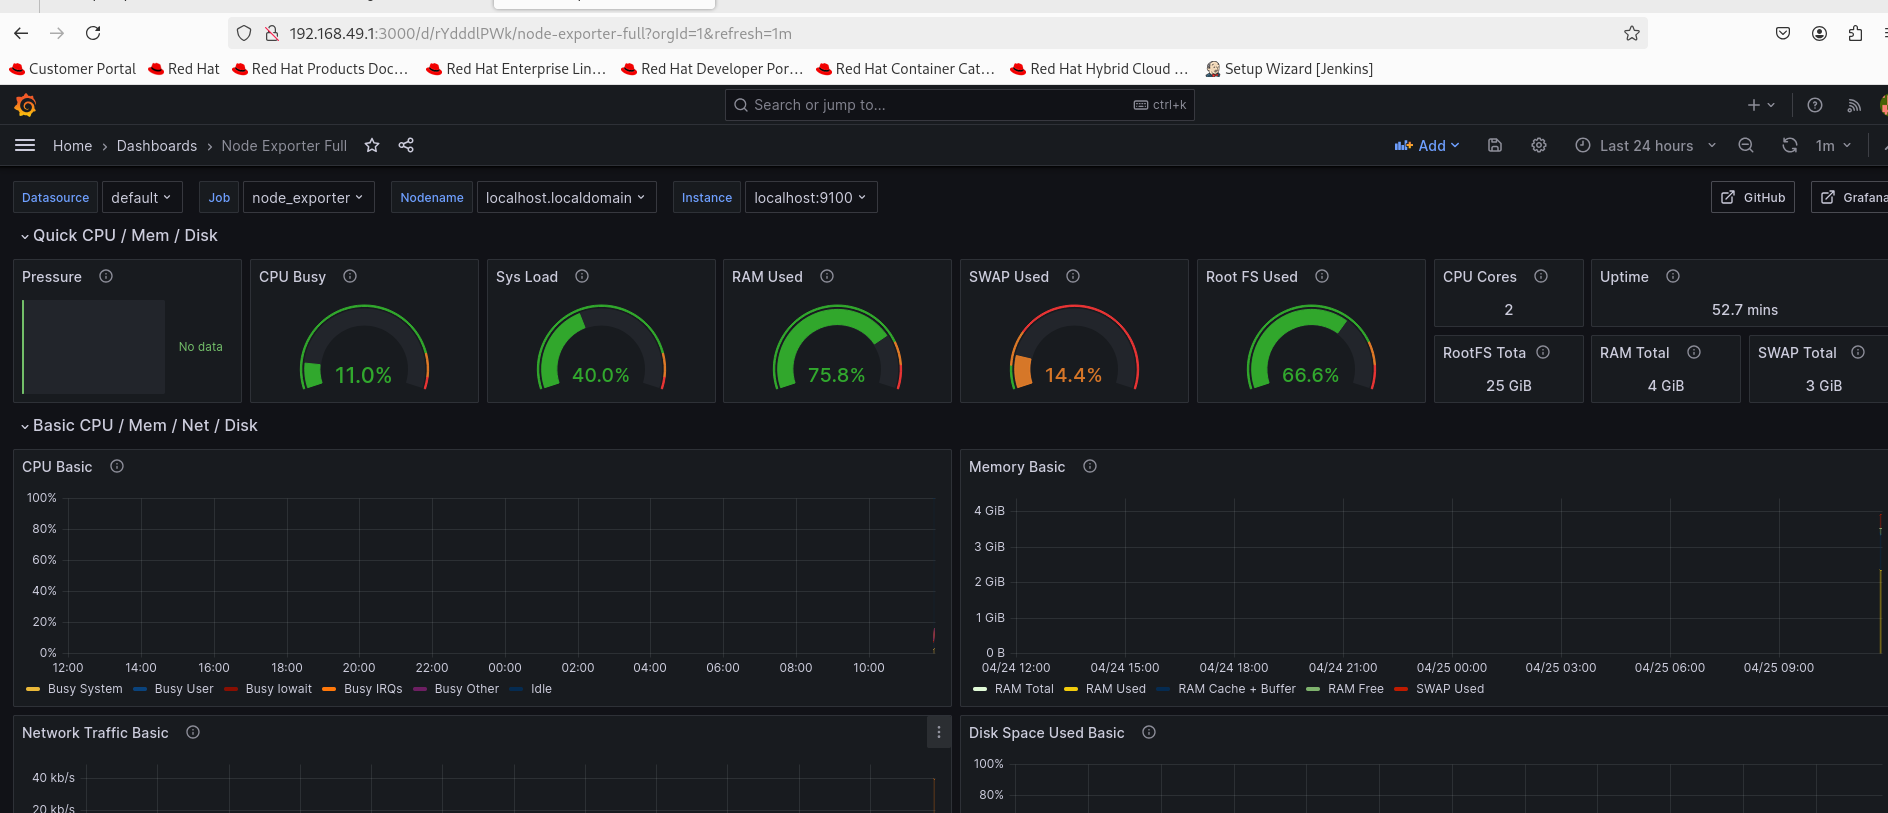 192.168.49.1:3000/d/rYdddlPWk/node-exporter-full?orgId=1&refresh=1m
Customer Portal Red Hat Red Hat Products Doc… Red Hat Enterprise Lin… Red Hat Developer Por… Red Hat Container Cat… Red Hat Hybrid Cloud … Setup Wizard [Jenkins]
Search or jump to... ctrl+k
Home › Dashboards › Node Exporter Full Add Last 24 hours 1m
Datasource default Job node_exporter Nodename localhost.localdomain Instance localhost:9100 GitHub Grafana
Quick CPU / Mem / Disk
Pressure CPU Busy Sys Load RAM Used SWAP Used Root FS Used CPU Cores Uptime
2 52.7 mins
No data
RootFS Tota RAM Total SWAP Total
11.0% 40.0% 75.8% 14.4% 66.6% 25 GiB 4 GiB 3 GiB
Basic CPU / Mem / Net / Disk
CPU Basic
100%
80%
60%
40%
20%
0%
12:00 14:00 16:00 18:00 20:00 22:00 00:00 02:00 04:00 06:00 08:00 10:00
Busy System Busy User Busy Iowait Busy IRQs Busy Other Idle
Memory Basic
4 GiB
3 GiB
2 GiB
1 GiB
0 B
04/24 12:00 04/24 15:00 04/24 18:00 04/24 21:00 04/25 00:00 04/25 03:00 04/25 06:00 04/25 09:00
RAM Total RAM Used RAM Cache + Buffer RAM Free SWAP Used
Network Traffic Basic
40 kb/s
20 kb/s
Disk Space Used Basic
100%
80%